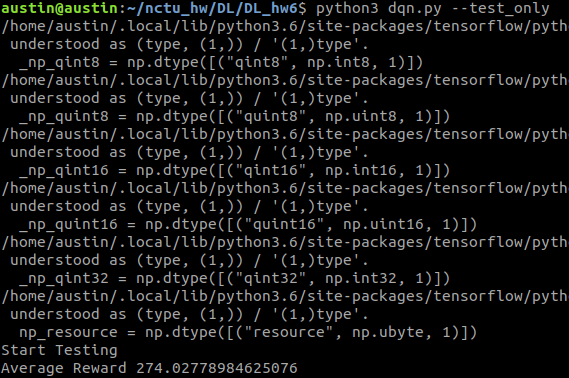 austin@austin:~/nctu_hw/DL/DL_hw6$ python3 dqn.py --test_only
/home/austin/.local/lib/python3.6/site-packages/tensorflow/pyth
 understood as (type, (1,)) / '(1,)type'.
  _np_qint8 = np.dtype([("qint8", np.int8, 1)])
/home/austin/.local/lib/python3.6/site-packages/tensorflow/pyth
 understood as (type, (1,)) / '(1,)type'.
  _np_quint8 = np.dtype([("quint8", np.uint8, 1)])
/home/austin/.local/lib/python3.6/site-packages/tensorflow/pyth
 understood as (type, (1,)) / '(1,)type'.
  _np_qint16 = np.dtype([("qint16", np.int16, 1)])
/home/austin/.local/lib/python3.6/site-packages/tensorflow/pyth
 understood as (type, (1,)) / '(1,)type'.
  _np_quint16 = np.dtype([("quint16", np.uint16, 1)])
/home/austin/.local/lib/python3.6/site-packages/tensorflow/pyth
 understood as (type, (1,)) / '(1,)type'.
  _np_qint32 = np.dtype([("qint32", np.int32, 1)])
/home/austin/.local/lib/python3.6/site-packages/tensorflow/pyth
 understood as (type, (1,)) / '(1,)type'.
  np_resource = np.dtype([("resource", np.ubyte, 1)])
Start Testing
Average Reward 274.02778984625076